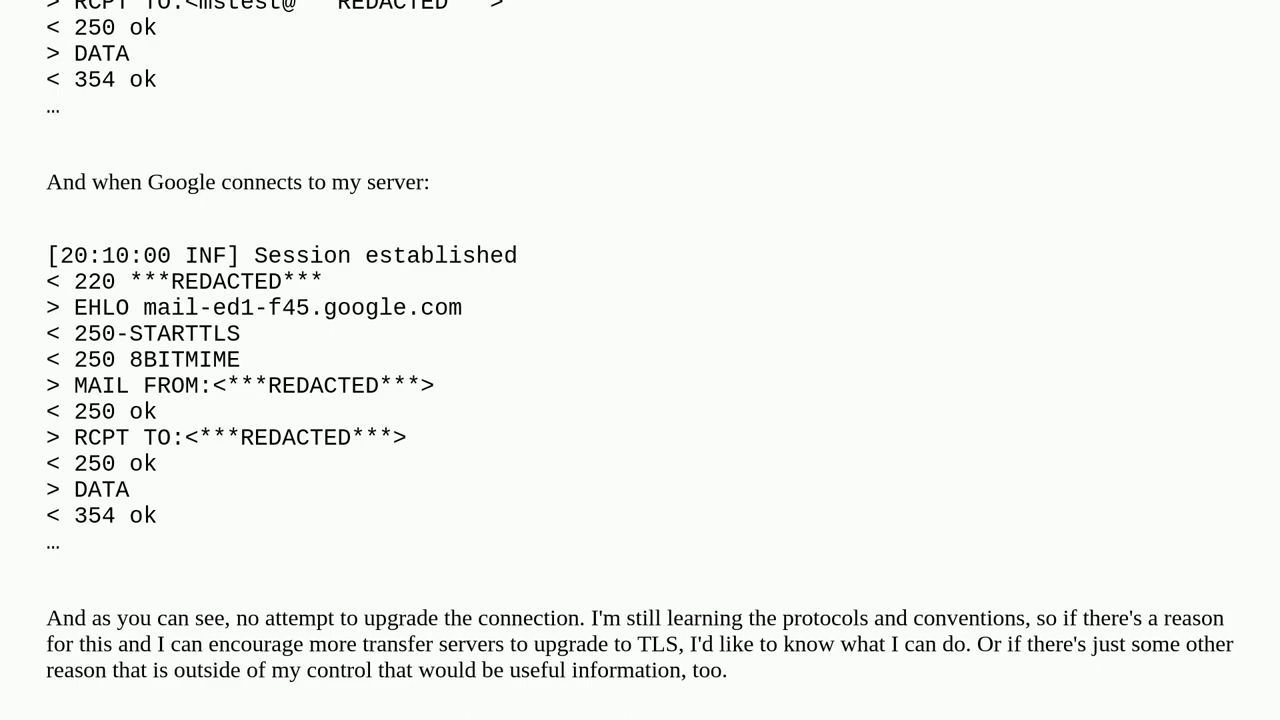 > RCPT TO:<mstest@***REDACTED***>
< 250 ok
> DATA
< 354 ok
…
And when Google connects to my server:
[20:10:00 INF] Session established
< 220 ***REDACTED***
> EHLO mail-ed1-f45.google.com
< 250-STARTTLS
< 250 8BITMIME
> MAIL FROM:<***REDACTED***>
< 250 ok
> RCPT TO:<***REDACTED***>
< 250 ok
> DATA
< 354 ok
…
And as you can see, no attempt to upgrade the connection. I'm still learning the protocols and conventions, so if there's a reason
for this and I can encourage more transfer servers to upgrade to TLS, I'd like to know what I can do. Or if there's just some other
reason that is outside of my control that would be useful information, too.